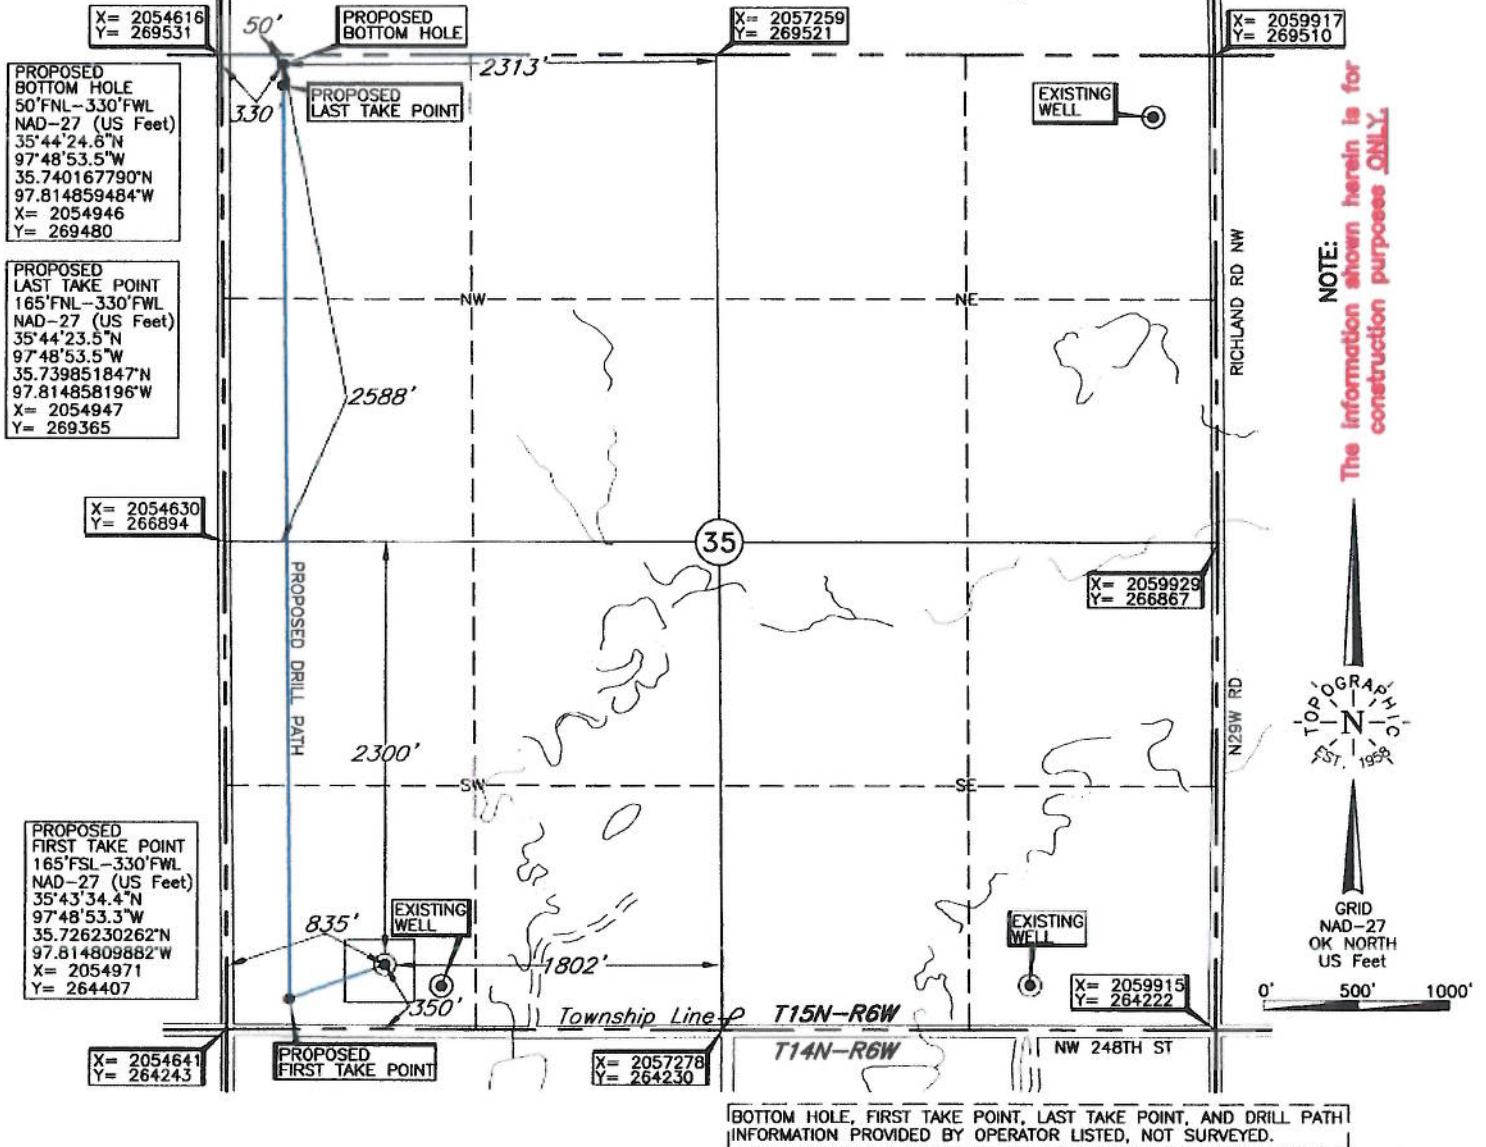 X= 2054616
Y= 269531
50'
PROPOSED
BOTTOM HOLE
X= 2057259
Y= 269521
X= 2059917
Y= 269510
2313'
330
PROPOSED
LAST TAKE POINT
EXISTING
WELL
PROPOSED
BOTTOM HOLE
50'FNL-330'FWL
NAD-27 (US Feet)
35°44'24.6"N
97°48'53.5"W
35.740167790°N
97.814859484°W
X= 2054946
Y= 269480
PROPOSED
LAST TAKE POINT
165'FNL-330'FWL
NAD-27 (US Feet)
35°44'23.5"N
97°48'53.5"W
35.739851847°N
97.814858196°W
X= 2054947
Y= 269365
NW
NE
RICHLAND RD NW
NOTE:
The information shown herein is for
construction purposes ONLY.
2588'
X= 2054630
Y= 266894
35
X= 2059929
Y= 266867
PROPOSED DRILL PATH
2300'
SW
SE
N29W RD
TOPOGRAPHIC
N
EST. 1958
PROPOSED
FIRST TAKE POINT
165'FSL-330'FWL
NAD-27 (US Feet)
35°43'34.4"N
97°48'53.3"W
35.726230262°N
97.814809882°W
X= 2054971
Y= 264407
835'
EXISTING
WELL
1802'
350'
EXISTING
WELL
X= 2059915
Y= 264222
GRID
NAD-27
OK NORTH
US Feet
0' 500' 1000'
Township Line
T15N-R6W
T14N-R6W
NW 248TH ST
X= 2054641
Y= 264243
PROPOSED
FIRST TAKE POINT
X= 2057278
Y= 264230
BOTTOM HOLE, FIRST TAKE POINT, LAST TAKE POINT, AND DRILL PATH
INFORMATION PROVIDED BY OPERATOR LISTED, NOT SURVEYED.